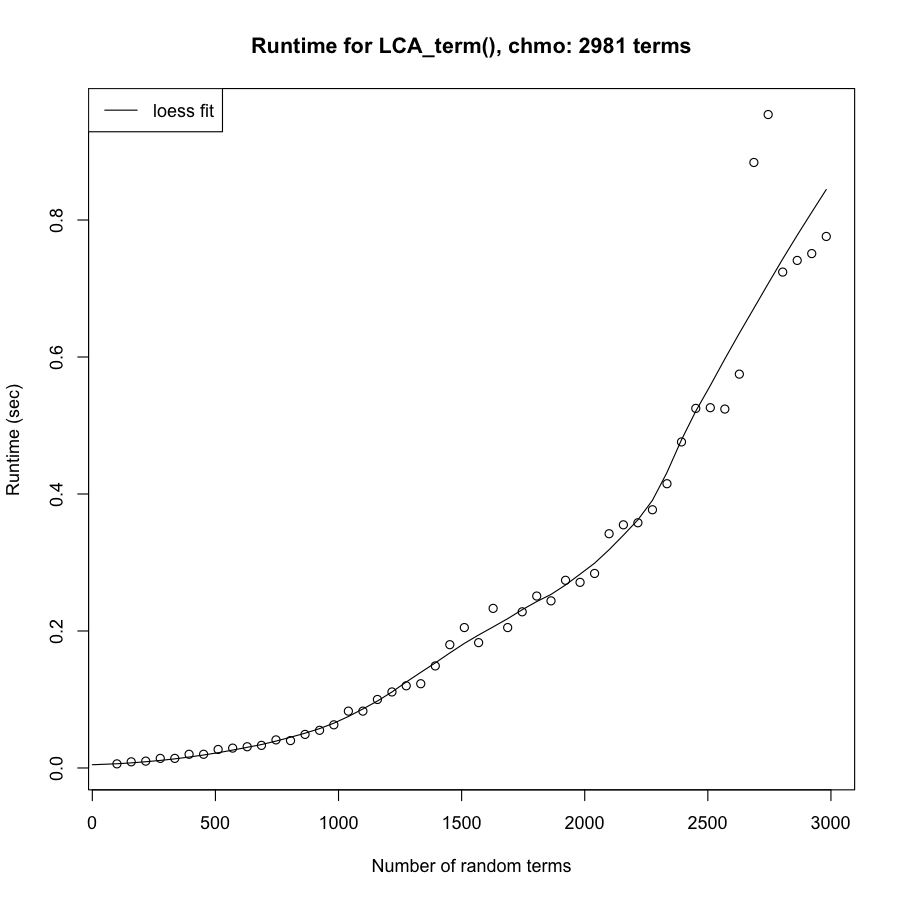 Runtime for LCA_term(), chmo: 2981 terms
loess fit
Runtime (sec)
0.8
0.6
0.4
0.2
0.0
0 500 1000 1500 2000 2500 3000
Number of random terms